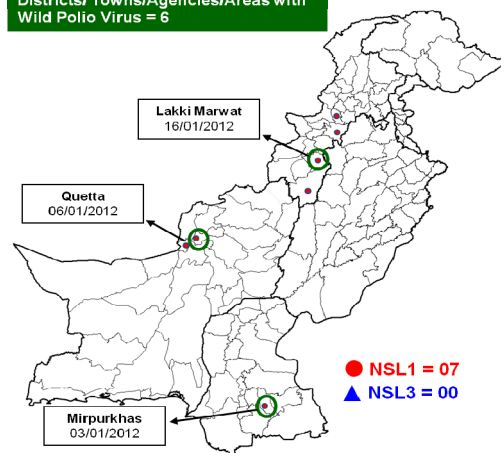 Districts/Towns/Agencies/Areas with
Wild Polio Virus = 6
Lakki Marwat
16/01/2012
Quetta
06/01/2012
NSL1 = 07
NSL3 = 00
Mirpurkhas
03/01/2012